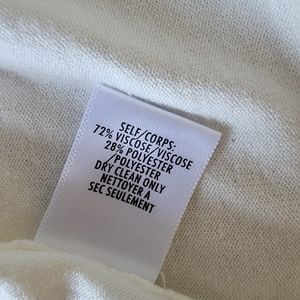 SELF/CORPS:
72% VISCOSE/VISCOSE
28% POLYESTER
/POLYESTER
DRY CLEAN ONLY
NETTOYER A
SEC SEULEMENT